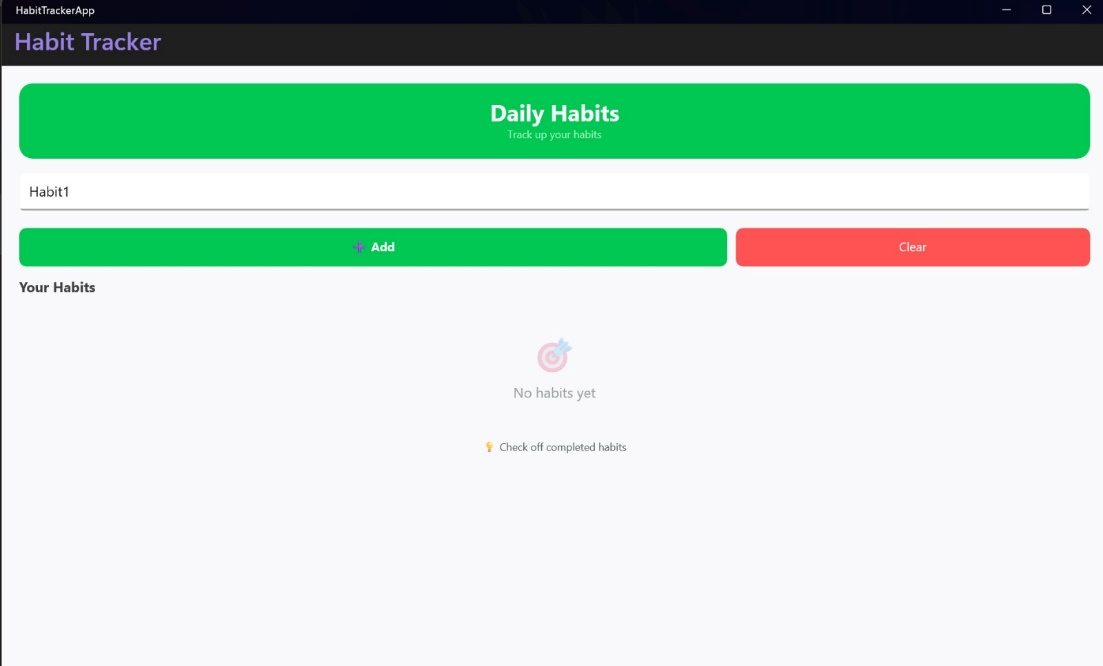 HabitTrackerApp
Habit Tracker
Daily Habits
Track up your habits
Habit1
➕ Add
Clear
Your Habits
No habits yet
💡 Check off completed habits